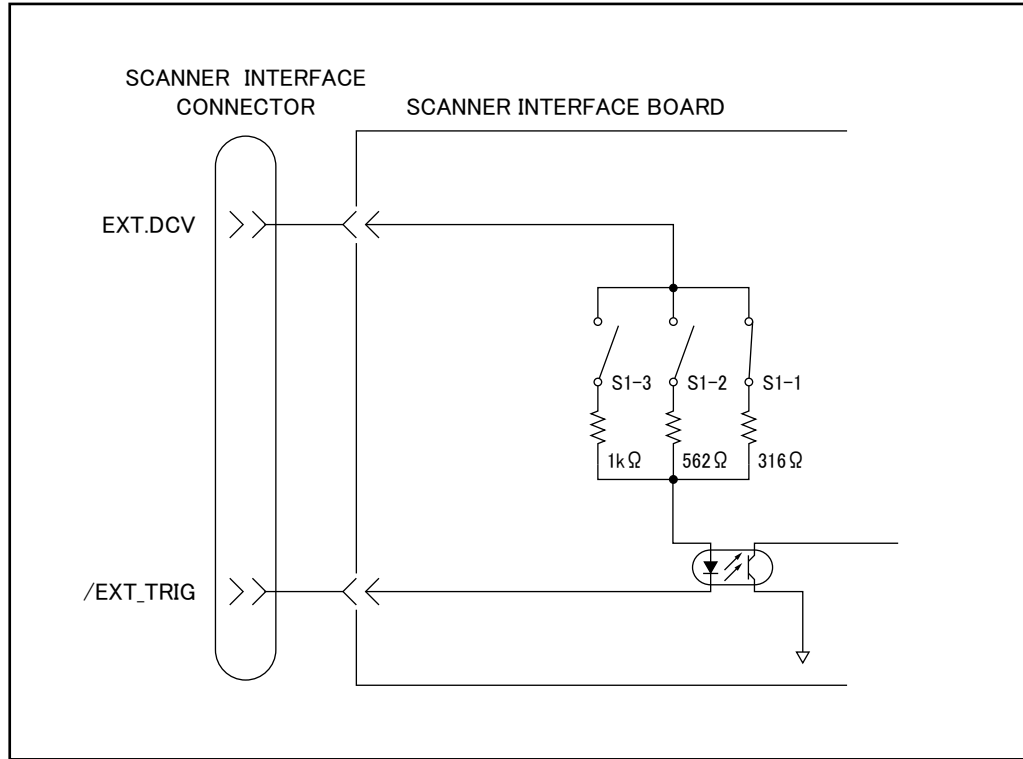 SCANNER INTERFACE
CONNECTOR
SCANNER INTERFACE BOARD
EXT.DCV
S1-3
S1-2
S1-1
1kΩ
562Ω
316Ω
/EXT_TRIG